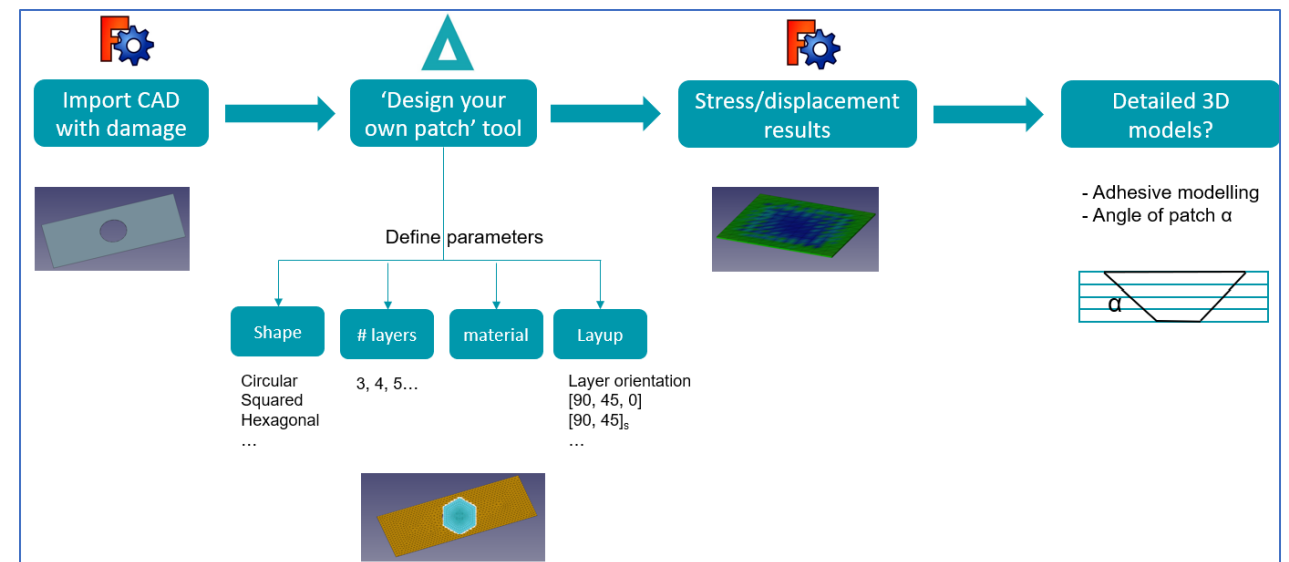 Import CAD
with damage
‘Design your
own patch’ tool
Stress/displacement
results
Detailed 3D
models?
- Adhesive modelling
- Angle of patch α
α
Define parameters
Shape
# layers
material
Layup
Circular
Squared
Hexagonal
…
3, 4, 5…
Layer orientation
[90, 45, 0]
[90, 45]s
…